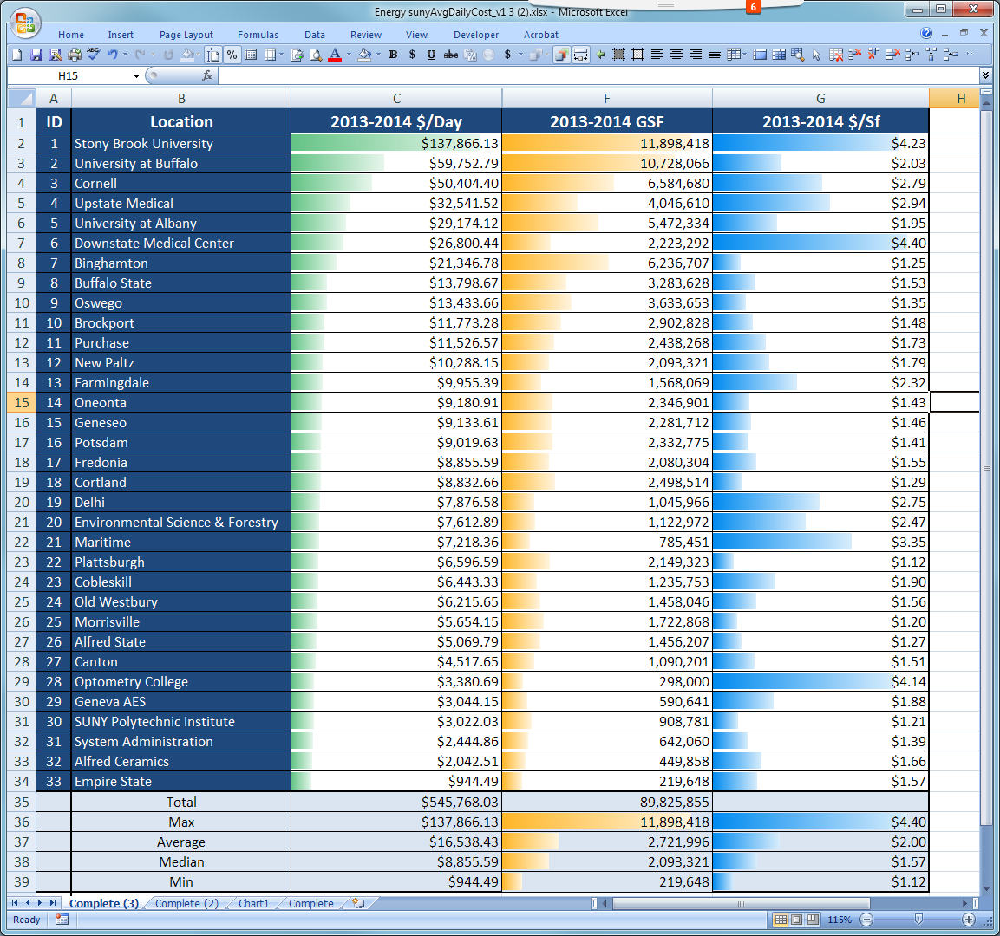 Energy sunyAvgDailyCost_v1 3 (2).xlsx - Microsoft Excel
6
Home Insert Page Layout Formulas Data Review View Developer Acrobat
H15 fx
A B C F G H
1 ID Location 2013-2014 $/Day 2013-2014 GSF 2013-2014 $/Sf
2 1 Stony Brook University $137,866.13 11,898,418 $4.23
3 2 University at Buffalo $59,752.79 10,728,066 $2.03
4 3 Cornell $50,404.40 6,584,680 $2.79
5 4 Upstate Medical $32,541.52 4,046,610 $2.94
6 5 University at Albany $29,174.12 5,472,334 $1.95
7 6 Downstate Medical Center $26,800.44 2,223,292 $4.40
8 7 Binghamton $21,346.78 6,236,707 $1.25
9 8 Buffalo State $13,798.67 3,283,628 $1.53
10 9 Oswego $13,433.66 3,633,653 $1.35
11 10 Brockport $11,773.28 2,902,828 $1.48
12 11 Purchase $11,526.57 2,438,268 $1.73
13 12 New Paltz $10,288.15 2,093,321 $1.79
14 13 Farmingdale $9,955.39 1,568,069 $2.32
15 14 Oneonta $9,180.91 2,346,901 $1.43
16 15 Geneseo $9,133.61 2,281,712 $1.46
17 16 Potsdam $9,019.63 2,332,775 $1.41
18 17 Fredonia $8,855.59 2,080,304 $1.55
19 18 Cortland $8,832.66 2,498,514 $1.29
20 19 Delhi $7,876.58 1,045,966 $2.75
21 20 Environmental Science & Forestry $7,612.89 1,122,972 $2.47
22 21 Maritime $7,218.36 785,451 $3.35
23 22 Plattsburgh $6,596.59 2,149,323 $1.12
24 23 Cobleskill $6,443.33 1,235,753 $1.90
25 24 Old Westbury $6,215.65 1,458,046 $1.56
26 25 Morrisville $5,654.15 1,722,868 $1.20
27 26 Alfred State $5,069.79 1,456,207 $1.27
28 27 Canton $4,517.65 1,090,201 $1.51
29 28 Optometry College $3,380.69 298,000 $4.14
30 29 Geneva AES $3,044.15 590,641 $1.88
31 30 SUNY Polytechnic Institute $3,022.03 908,781 $1.21
32 31 System Administration $2,444.86 642,060 $1.39
33 32 Alfred Ceramics $2,042.51 449,858 $1.66
34 33 Empire State $944.49 219,648 $1.57
35 Total $545,768.03 89,825,855
36 Max $137,866.13 11,898,418 $4.40
37 Average $16,538.43 2,721,996 $2.00
38 Median $8,855.59 2,093,321 $1.57
39 Min $944.49 219,648 $1.12
Complete (3) Complete (2) Chart1 Complete
Ready 115%